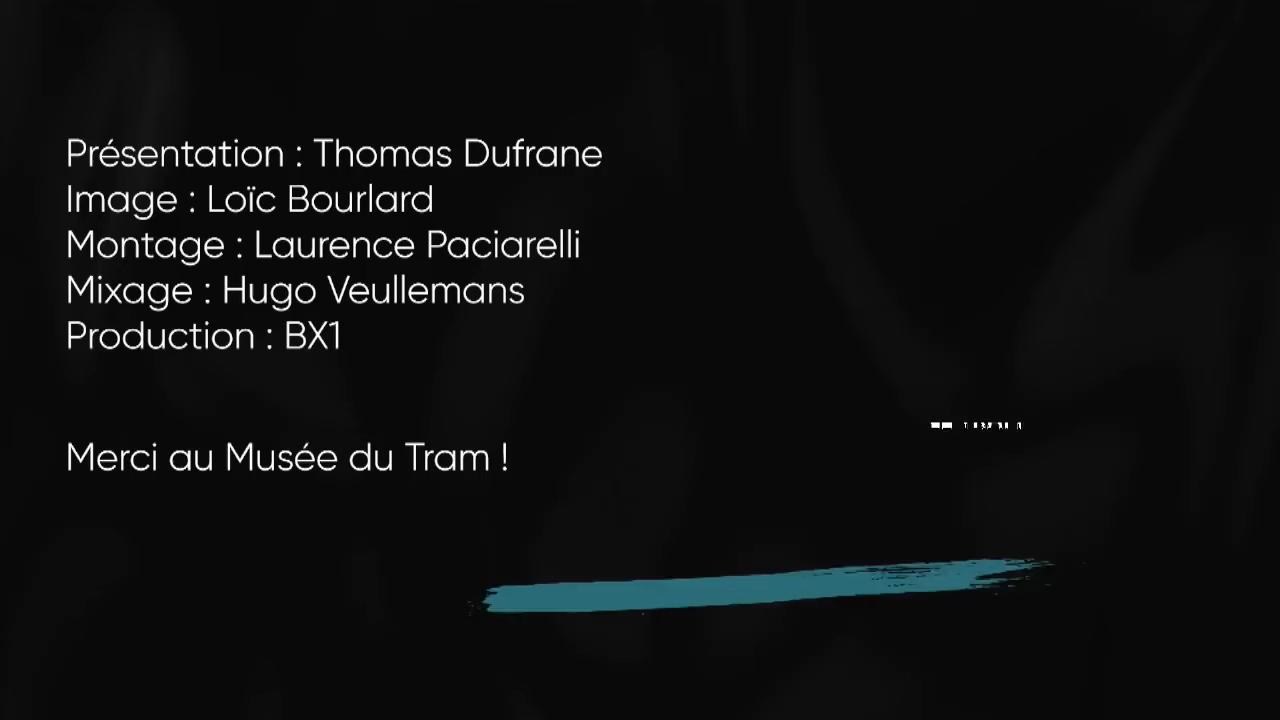 Présentation : Thomas Dufrane
Image : Loïc Bourlard
Montage : Laurence Paciarelli
Mixage : Hugo Veullemans
Production : BX1
Merci au Musée du Tram !